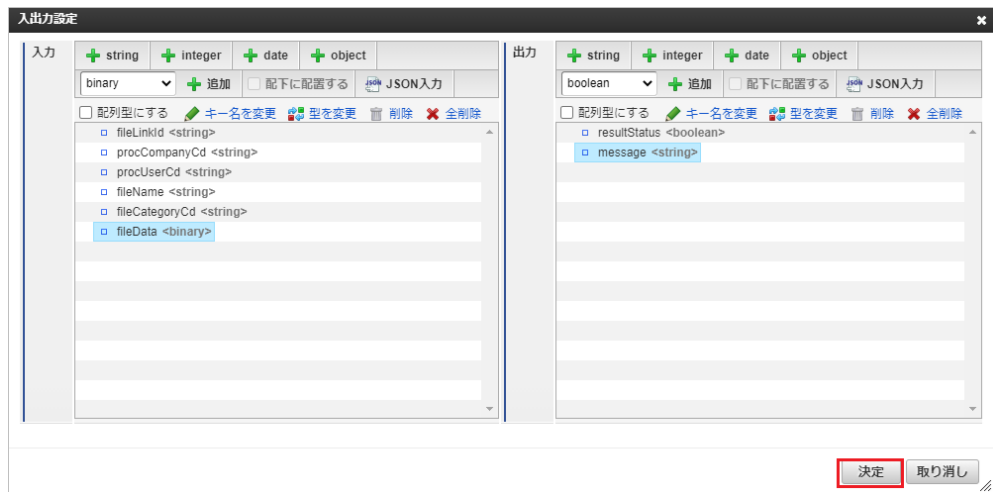 入出力設定
入力
string integer date object
binary 追加 配下に配置する JSON入力
配列型にする キー名を変更 型を変更 削除 全削除
fileLinkId <string>
procCompanyCd <string>
procUserCd <string>
fileName <string>
fileCategoryCd <string>
fileData <binary>
出力
string integer date object
boolean 追加 配下に配置する JSON入力
配列型にする キー名を変更 型を変更 削除 全削除
resultStatus <boolean>
message <string>
決定 取り消し